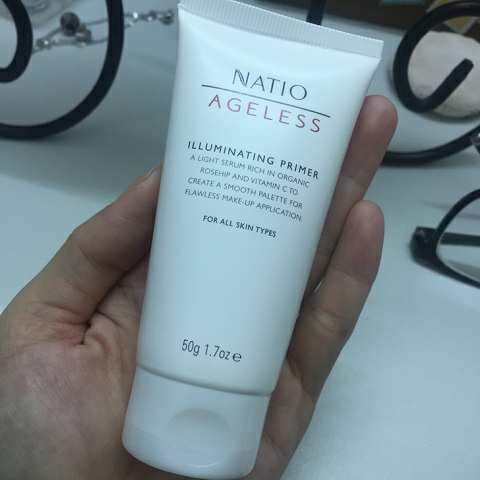 NATIO
AGELESS
ILLUMINATING PRIMER
A LIGHT SERUM RICH IN ORGANIC
ROSEHIP AND VITAMIN C TO
CREATE A SMOOTH PALETTE FOR
FLAWLESS MAKE-UP APPLICATION.
FOR ALL SKIN TYPES
50g 1.7oz e